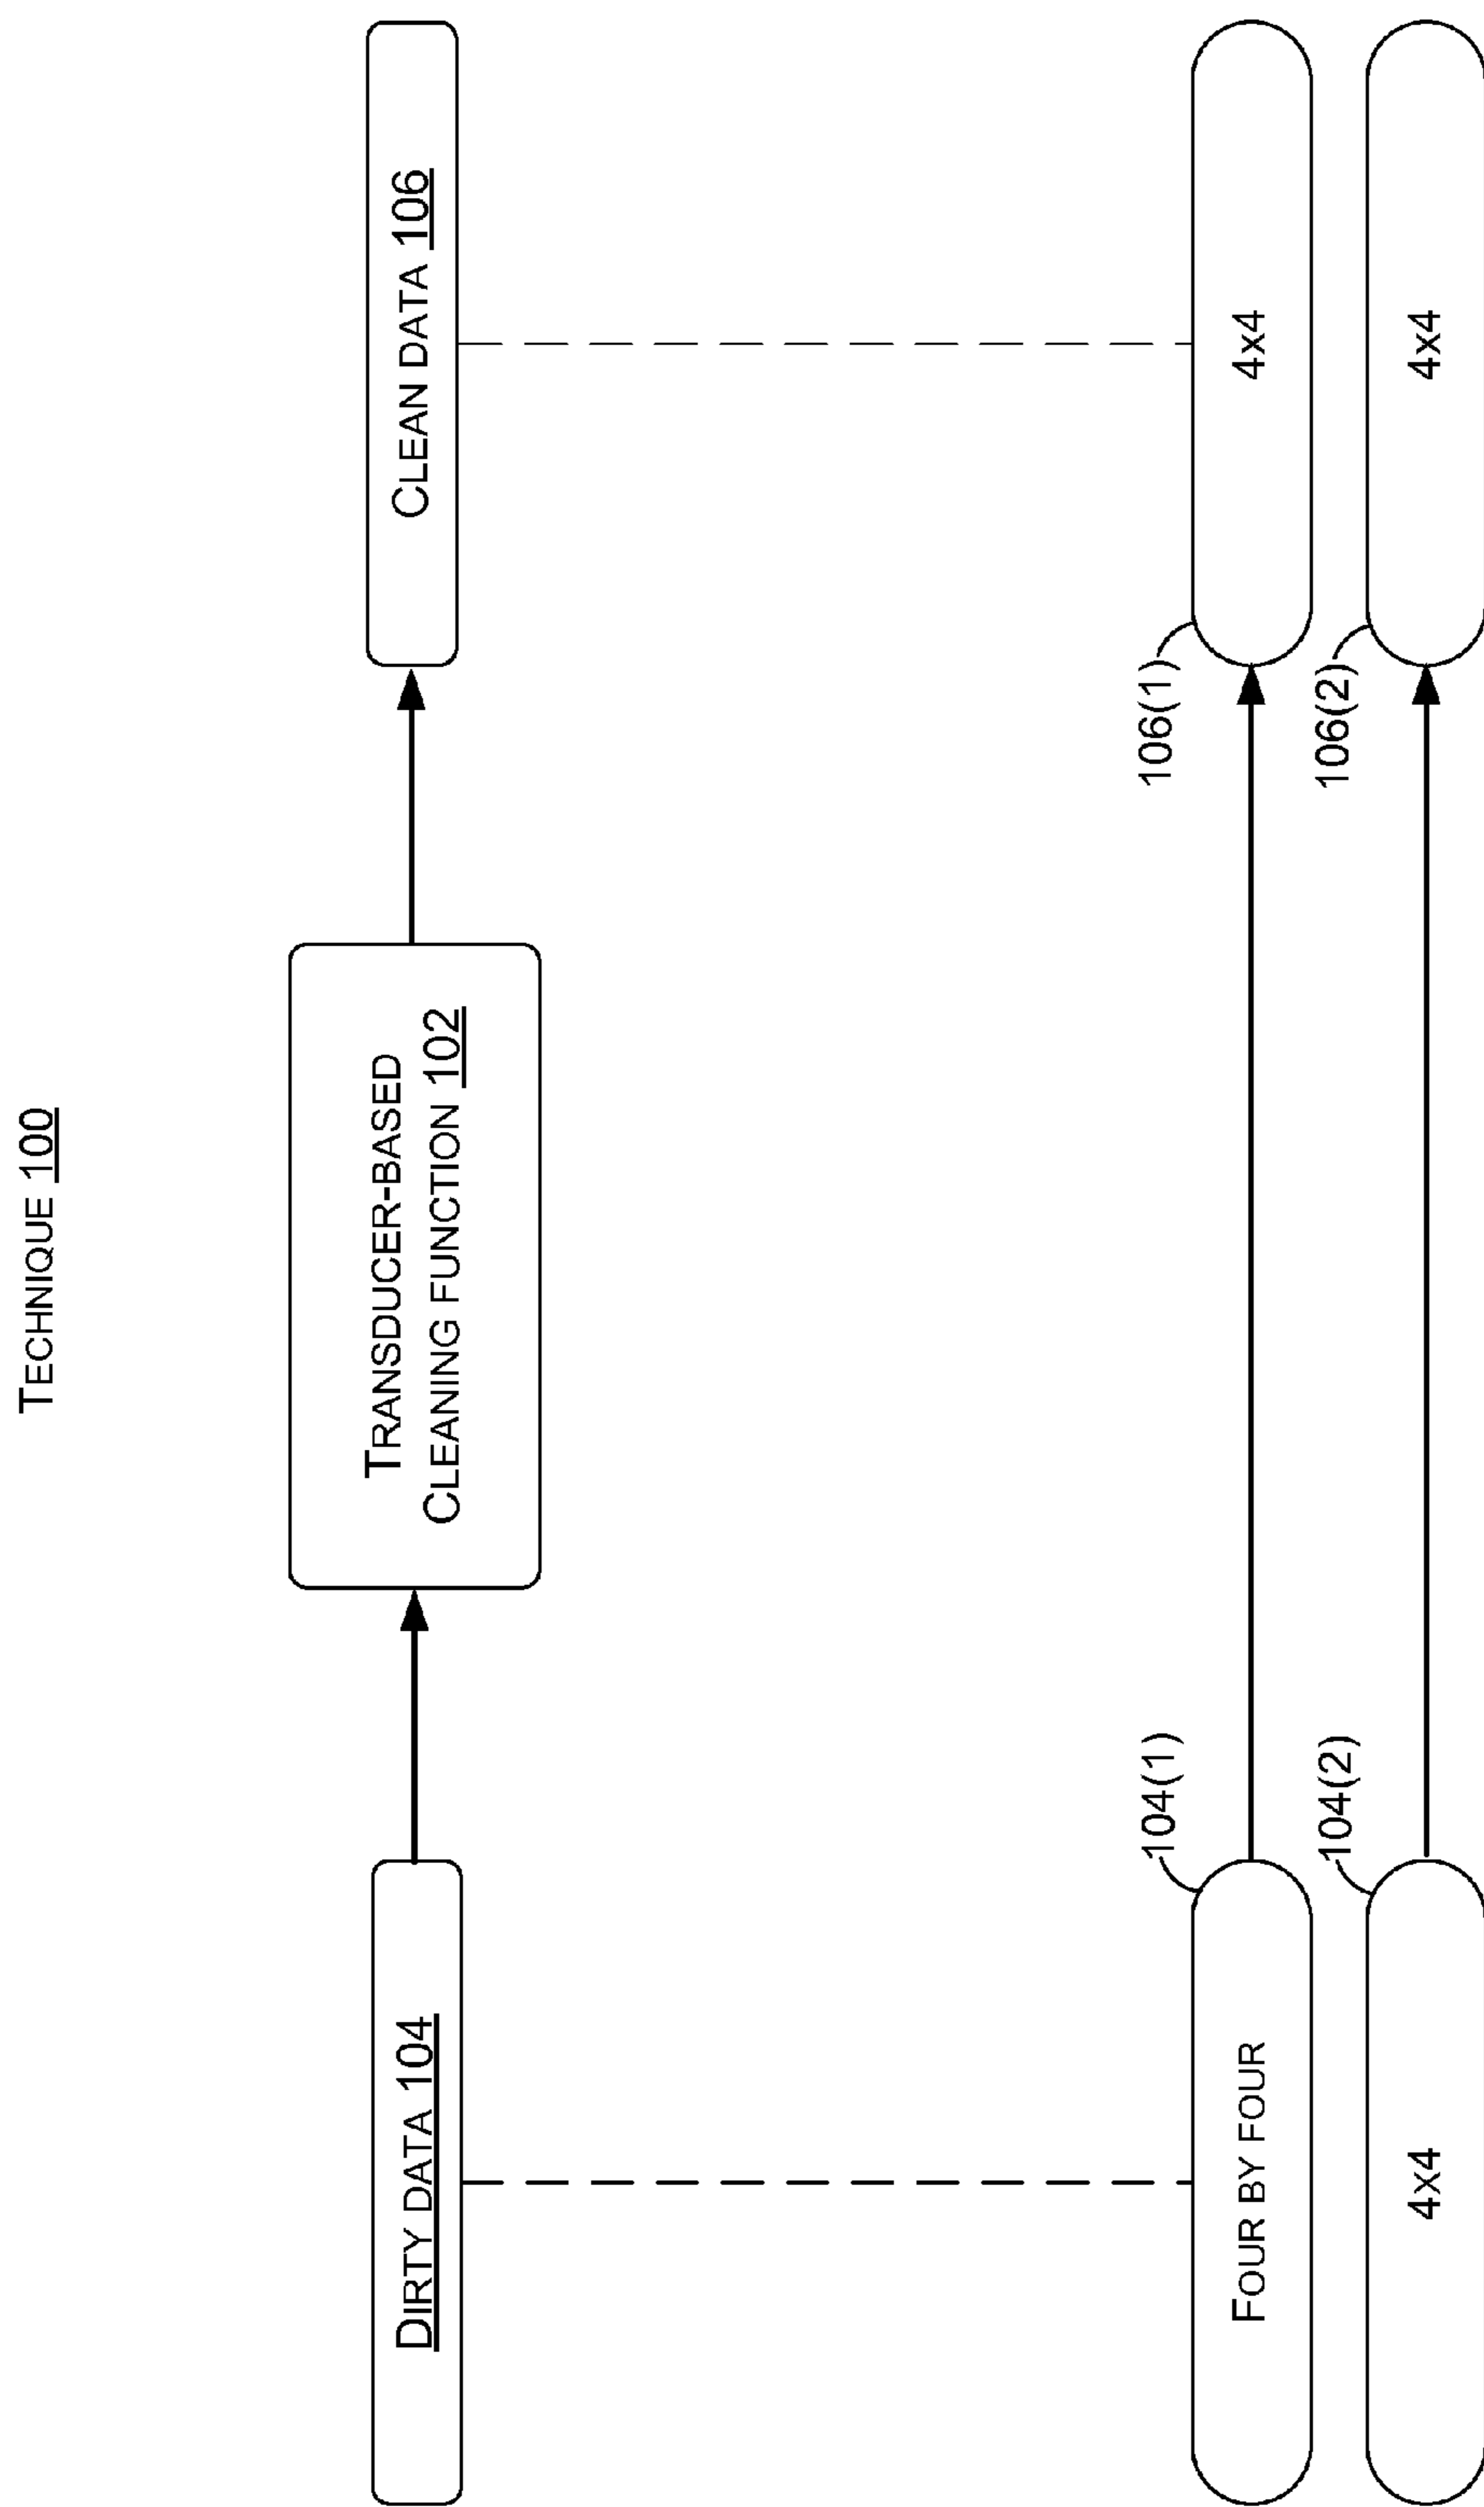 TECHNIQUE 100
DIRTY DATA 104
TRANSDUCER-BASED
CLEANING FUNCTION 102
CLEAN DATA 106
104(1)
106(1)
FOUR BY FOUR
4x4
104(2)
106(2)
4x4
4x4